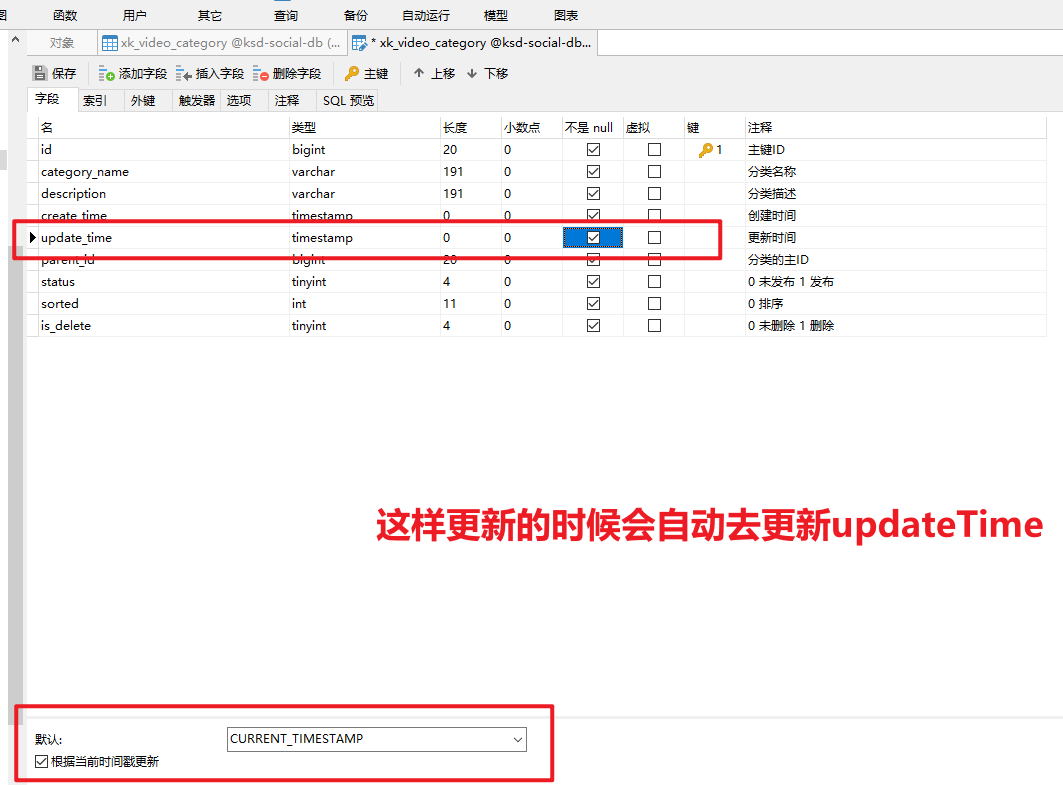 函数 用户 其它 查询 备份 自动运行 模型 图表
对象 xk_video_category @ksd-social-db (... * xk_video_category @ksd-social-db...
保存 添加字段 插入字段 删除字段 主键 上移 下移
字段 索引 外键 触发器 选项 注释 SQL 预览
名 类型 长度 小数点 不是 null 虚拟 键 注释
id bigint 20 0 1 主键ID
category_name varchar 191 0 分类名称
description varchar 191 0 分类描述
create_time timestamp 0 0 创建时间
update_time timestamp 0 0 更新时间
parent_id bigint 20 0 分类的主ID
status tinyint 4 0 0 未发布 1 发布
sorted int 11 0 0 排序
is_delete tinyint 4 0 0 未删除 1 删除
这样更新的时候会自动去更新updateTime
默认: CURRENT_TIMESTAMP
根据当前时间戳更新